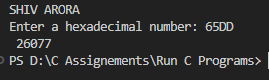 SHIV ARORA
Enter a hexadecimal number: 65DD
26077
PS D:\C Assignements\Run C Programs>